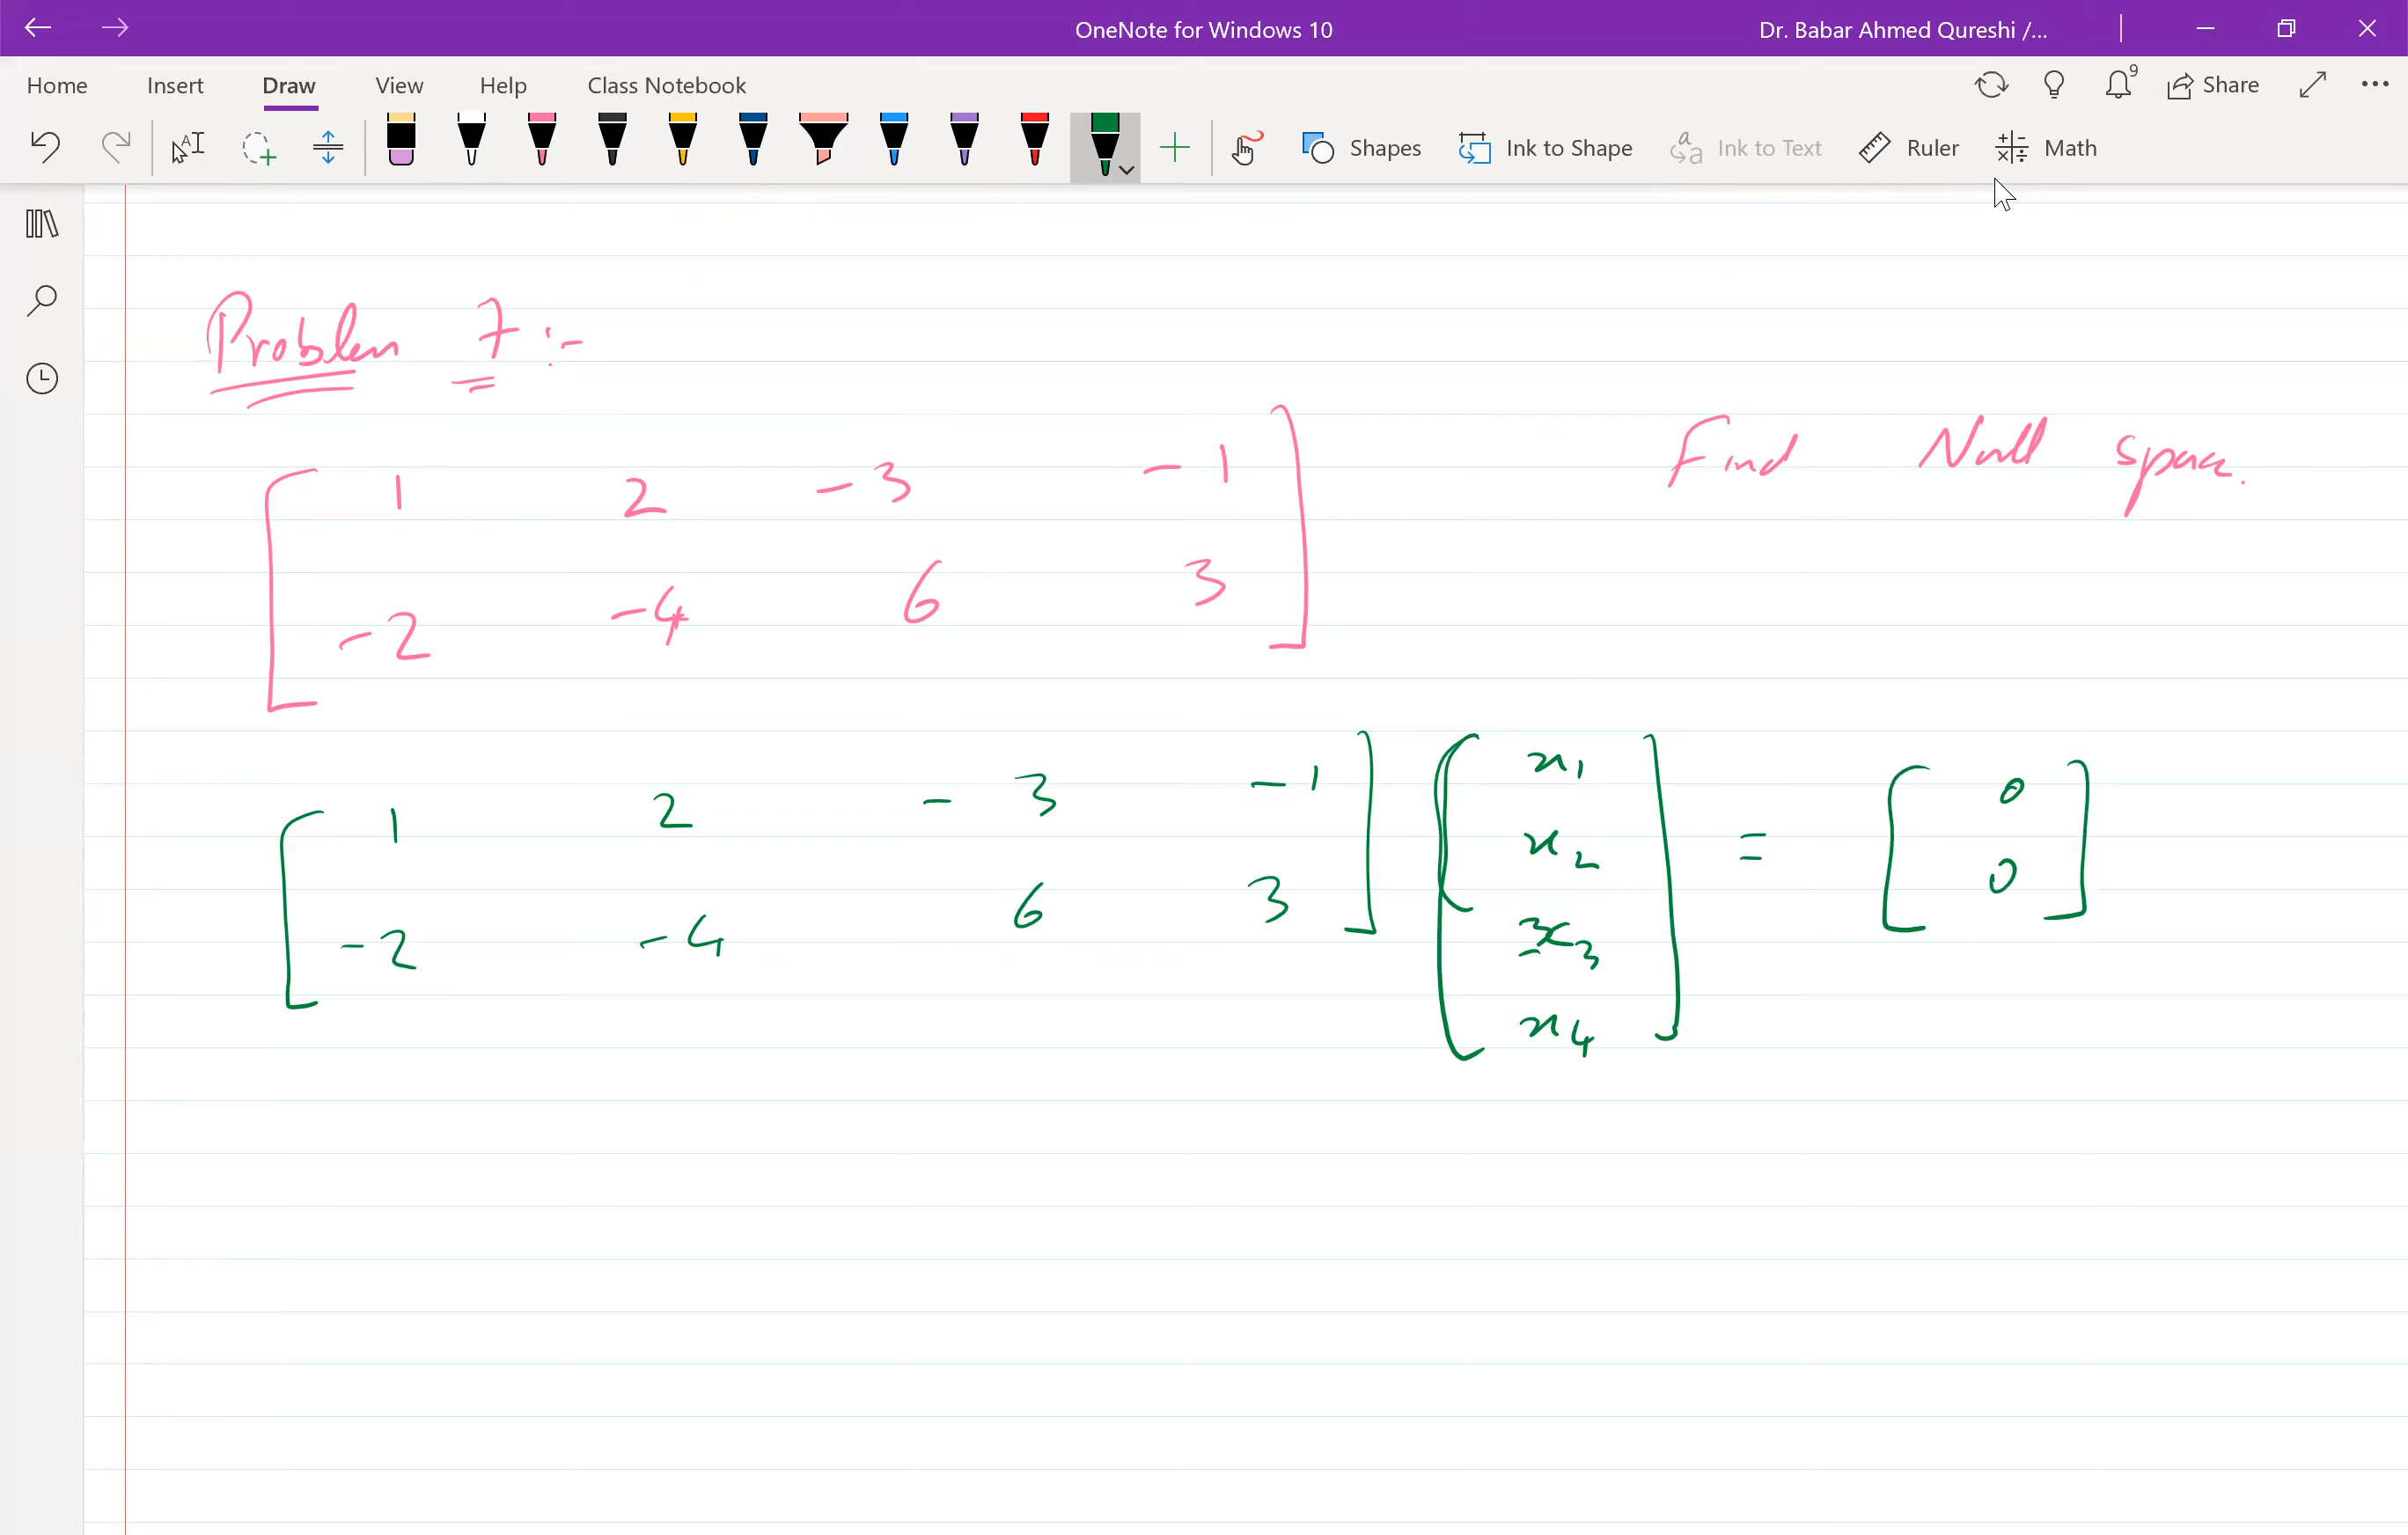 OneNote for Windows 10 Dr. Babar Ahmed Qureshi /...
Home Insert Draw View Help Class Notebook 9 Share
Shapes Ink to Shape Ink to Text Ruler Math
Problem 7 :-
Find Null space.
1 2 -3 -1
-2 -4 6 3
1 2 -3 -1
-2 -4 6 3
x1
x2
x3
x4
=
0
0